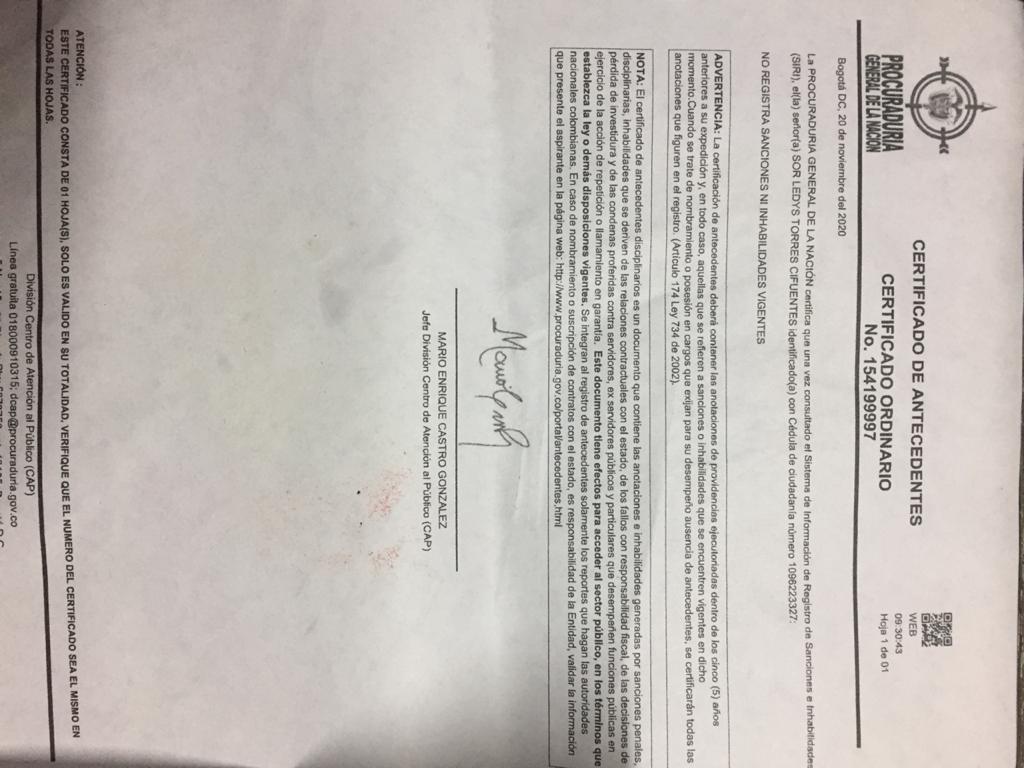 PROCURADURIA
GENERAL DE LA NACIÓN
CERTIFICADO DE ANTECEDENTES
CERTIFICADO ORDINARIO
No. 154199997
WEB
09:30:43
Hoja 1 de 01
Bogotá DC, 20 de noviembre del 2020
La PROCURADURIA GENERAL DE LA NACIÓN certifica que una vez consultado el Sistema de Información de Registro de Sanciones e Inhabilidades
(SIRI), el(la) señor(a) SOR LEDYS TORRES CIFUENTES identificado(a) con Cédula de ciudadanía número 1096223327:
NO REGISTRA SANCIONES NI INHABILIDADES VIGENTES
ADVERTENCIA: La certificación de antecedentes deberá contener las anotaciones de providencias ejecutoriadas dentro de los cinco (5) años
anteriores a su expedición y, en todo caso, aquellas que se refieren a sanciones o inhabilidades que se encuentren vigentes en dicho
momento.Cuando se trate de nombramiento o posesión en cargos que exijan para su desempeño ausencia de antecedentes, se certificarán todas las
anotaciones que figuren en el registro. (Artículo 174 Ley 734 de 2002).
NOTA: El certificado de antecedentes disciplinarios es un documento que contiene las anotaciones e inhabilidades generadas por sanciones penales,
disciplinarias, inhabilidades que se deriven de las relaciones contractuales con el estado, de los fallos con responsabilidad fiscal, de las decisiones de
pérdida de investidura y de las condenas proferidas contra servidores, ex servidores públicos y particulares que desempeñen funciones públicas en
ejercicio de la acción de repetición o llamamiento en garantía. Este documento tiene efectos para acceder al sector público, en los términos que
establezca la ley o demás disposiciones vigentes. Se integran al registro de antecedentes solamente los reportes que hagan las autoridades
nacionales colombianas. En caso de nombramiento o suscripción de contratos con el estado, es responsabilidad de la Entidad, validar la información
que presente el aspirante en la página web: http://www.procuraduria.gov.co/portal/antecedentes.html
MARIO ENRIQUE CASTRO GONZALEZ
Jefe División Centro de Atención al Público (CAP)
ATENCIÓN :
ESTE CERTIFICADO CONSTA DE 01 HOJA(S), SOLO ES VALIDO EN SU TOTALIDAD. VERIFIQUE QUE EL NUMERO DEL CERTIFICADO SEA EL MISMO EN
TODAS LAS HOJAS.
División Centro de Atención al Público (CAP)
Línea gratuita 018000910315; dcap@procuraduria.gov.co